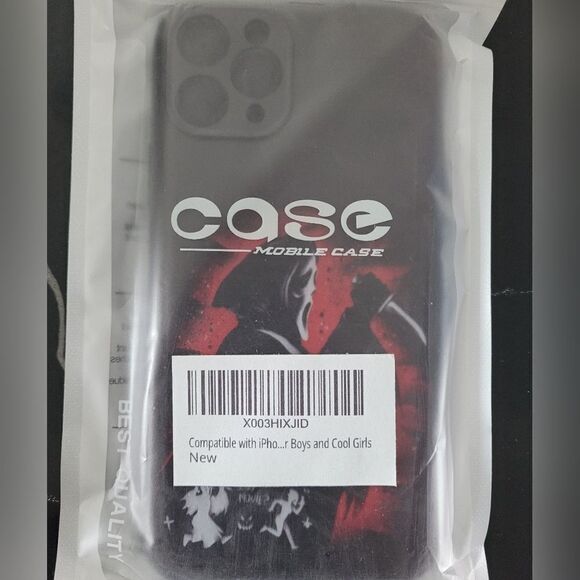 case
MOBILE CASE
X003HIXJID
Compatible with iPho...r Boys and Cool Girls
New
BEST QUALITY